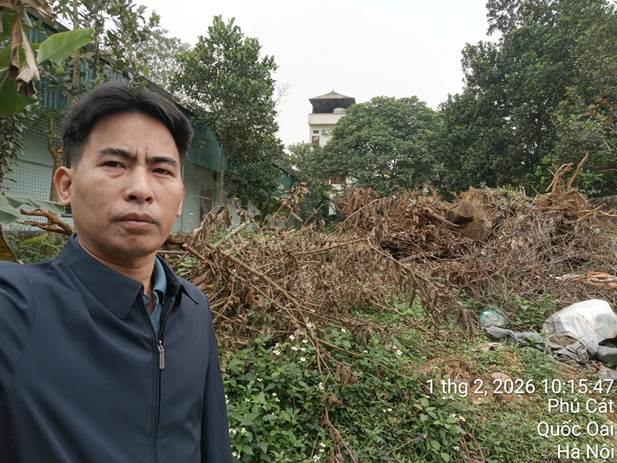 1 thg 2, 2026 10:15:47
Phú Cát
Quốc Oai
Hà Nội